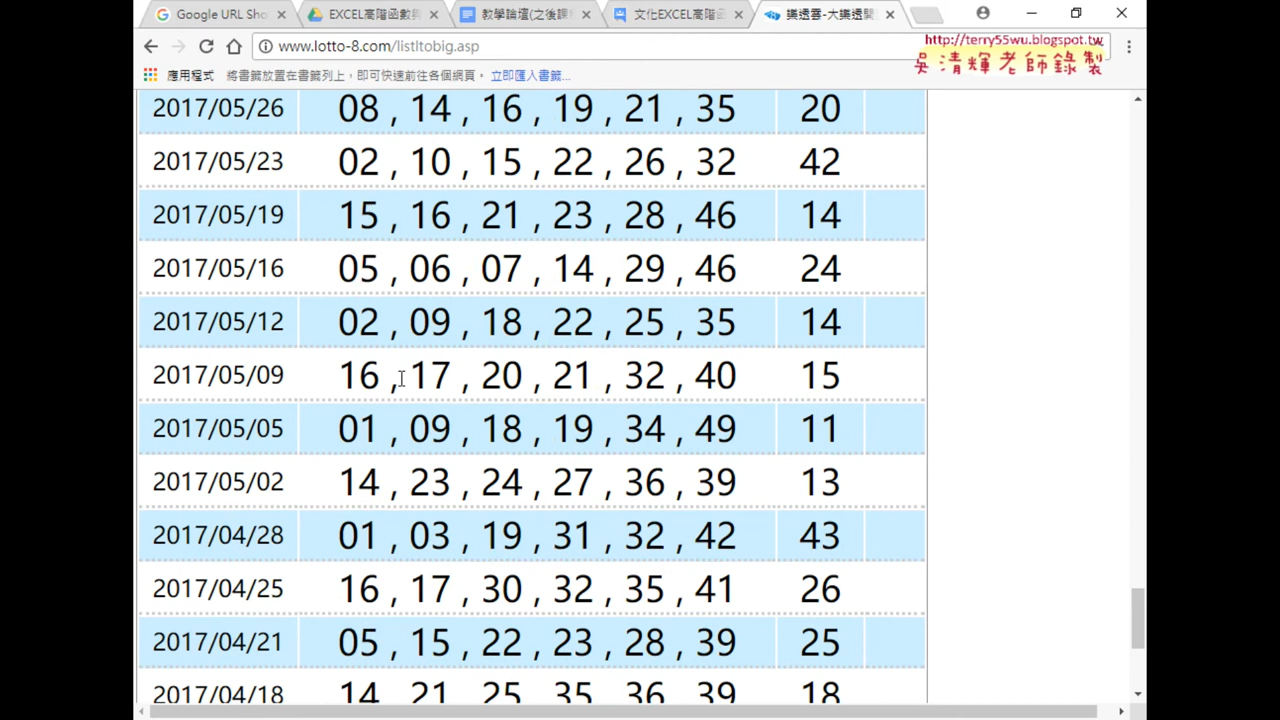 Google URL Sho
EXCEL高階函數與
教學論壇(之後課
文化EXCEL高階函
樂透雲-大樂透開
www.lotto-8.com/listltobig.asp
http://terry55wu.blogspot.tw
吳清輝老師錄製
應用程式
將書籤放置在書籤列上，即可快速前往各個網頁。
立即匯入書籤...
2017/05/26 08 , 14 , 16 , 19 , 21 , 35 20
2017/05/23 02 , 10 , 15 , 22 , 26 , 32 42
2017/05/19 15 , 16 , 21 , 23 , 28 , 46 14
2017/05/16 05 , 06 , 07 , 14 , 29 , 46 24
2017/05/12 02 , 09 , 18 , 22 , 25 , 35 14
2017/05/09 16 , 17 , 20 , 21 , 32 , 40 15
2017/05/05 01 , 09 , 18 , 19 , 34 , 49 11
2017/05/02 14 , 23 , 24 , 27 , 36 , 39 13
2017/04/28 01 , 03 , 19 , 31 , 32 , 42 43
2017/04/25 16 , 17 , 30 , 32 , 35 , 41 26
2017/04/21 05 , 15 , 22 , 23 , 28 , 39 25
2017/04/18 14 , 21 , 25 , 35 , 36 , 39 18